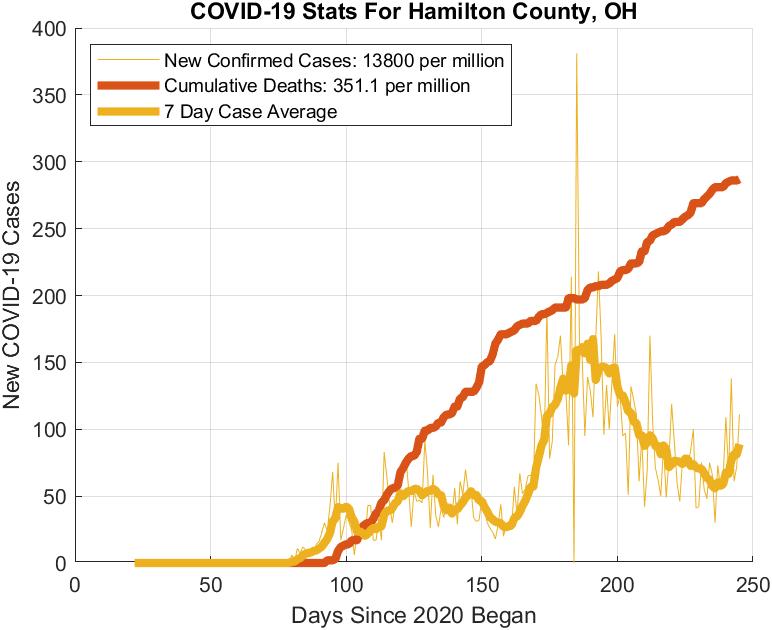 COVID-19 Stats For Hamilton County, OH
New Confirmed Cases: 13800 per million
Cumulative Deaths: 351.1 per million
7 Day Case Average
New COVID-19 Cases
400
350
300
250
200
150
100
50
0
0 50 100 150 200 250
Days Since 2020 Began